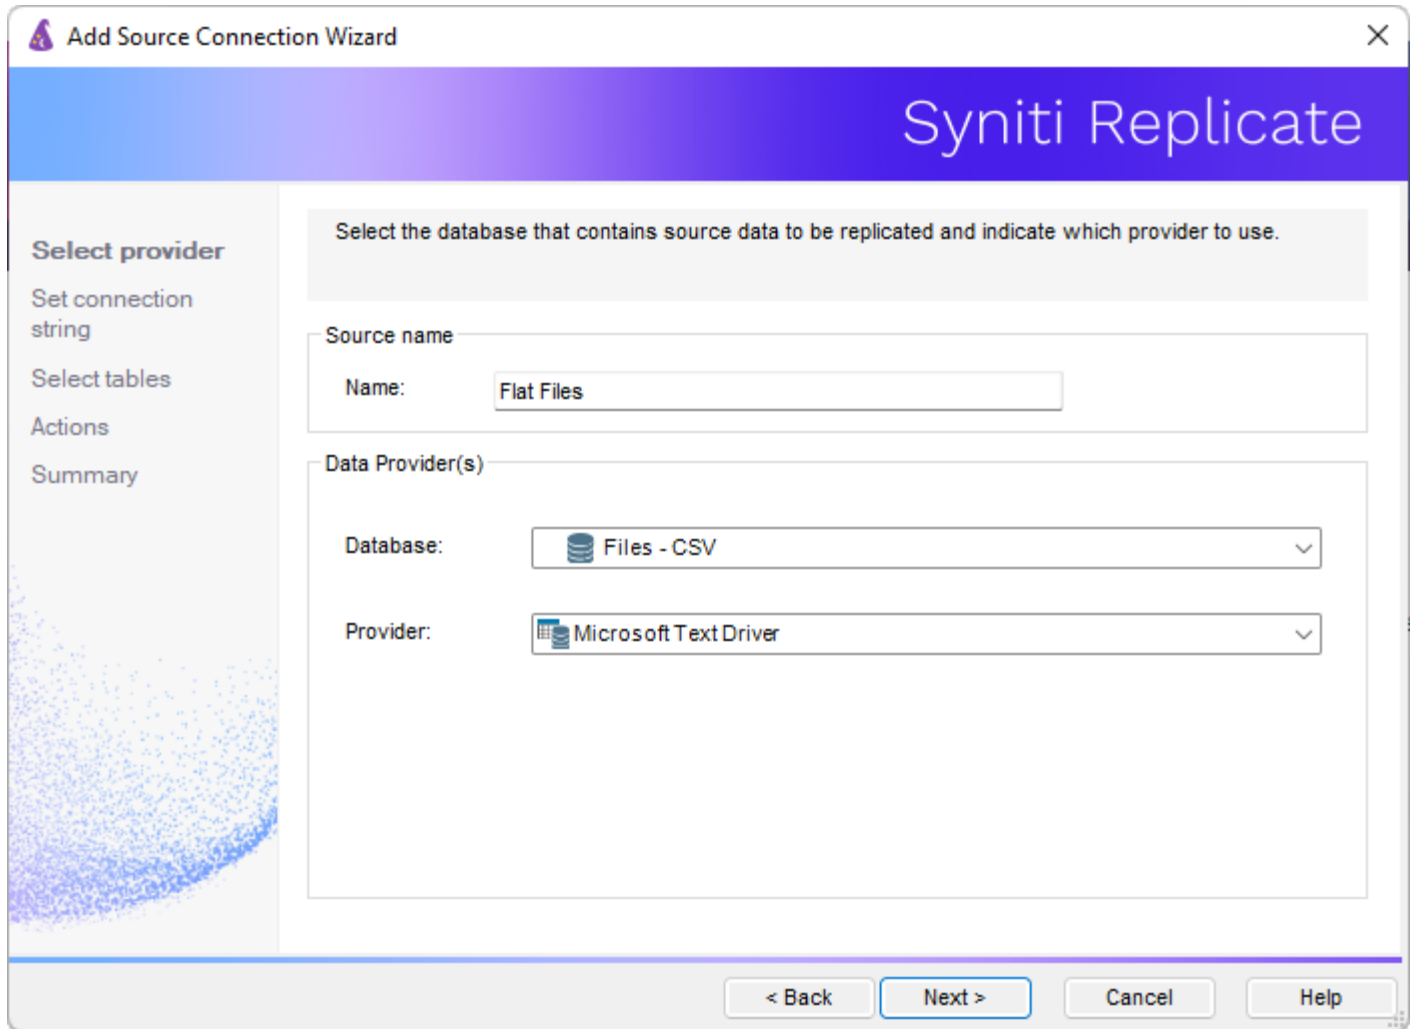 Add Source Connection Wizard
Syniti Replicate
Select provider
Set connection
string
Select tables
Actions
Summary
Select the database that contains source data to be replicated and indicate which provider to use.
Source name
Name:
Flat Files
Data Provider(s)
Database:
Files - CSV
Provider:
Microsoft Text Driver
< Back
Next >
Cancel
Help